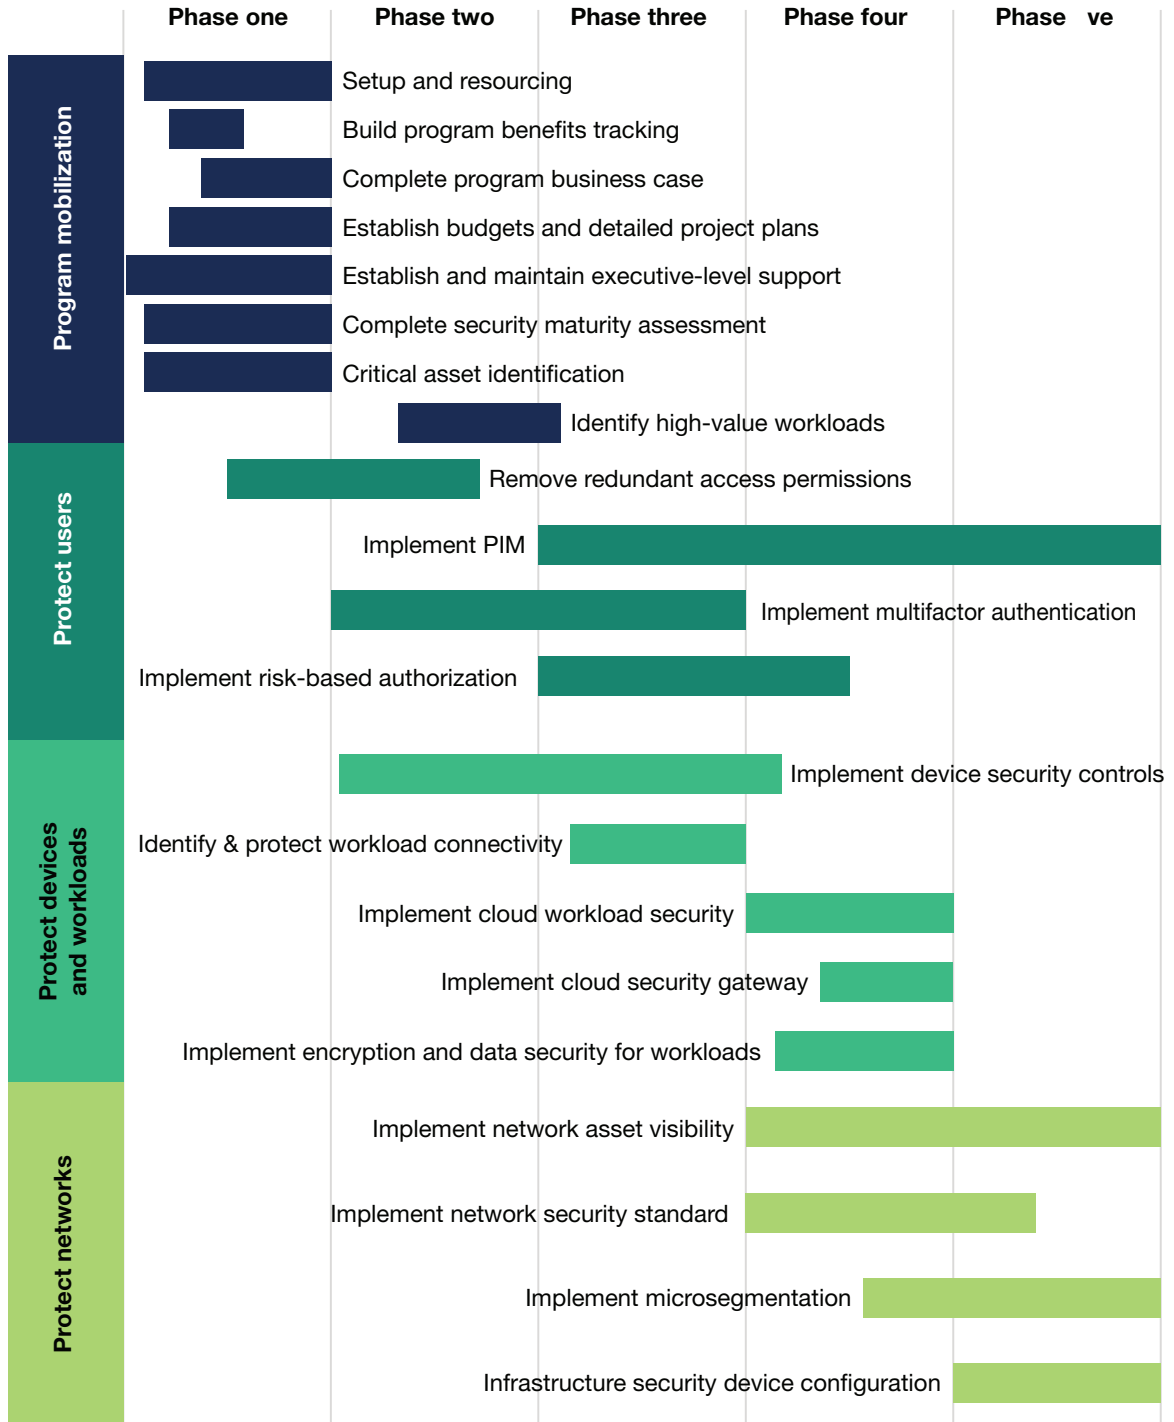 Phase one Phase two Phase three Phase four Phase ve
Program mobilization
Setup and resourcing
Build program benefits tracking
Complete program business case
Establish budgets and detailed project plans
Establish and maintain executive-level support
Complete security maturity assessment
Critical asset identification
Identify high-value workloads
Protect users
Remove redundant access permissions
Implement PIM
Implement multifactor authentication
Implement risk-based authorization
Protect devices
and workloads
Implement device security controls
Identify & protect workload connectivity
Implement cloud workload security
Implement cloud security gateway
Implement encryption and data security for workloads
Protect networks
Implement network asset visibility
Implement network security standard
Implement microsegmentation
Infrastructure security device configuration